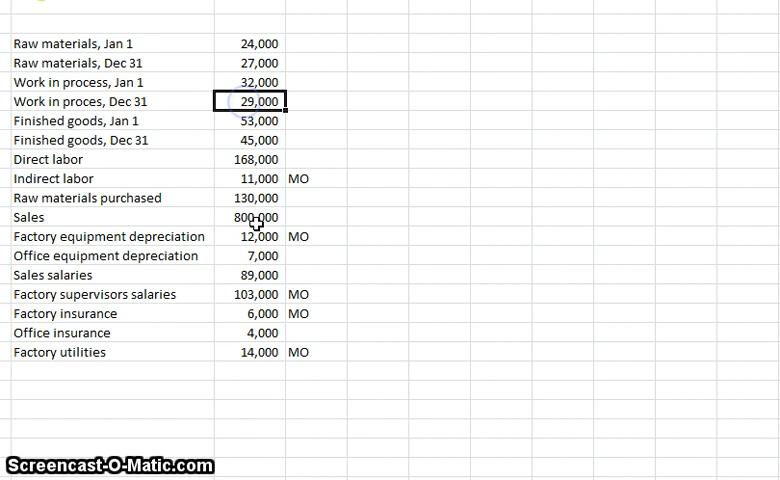 Raw materials, Jan 1 24,000
Raw materials, Dec 31 27,000
Work in process, Jan 1 32,000
Work in proces, Dec 31 29,000
Finished goods, Jan 1 53,000
Finished goods, Dec 31 45,000
Direct labor 168,000
Indirect labor 11,000 MO
Raw materials purchased 130,000
Sales 800,000
Factory equipment depreciation 12,000 MO
Office equipment depreciation 7,000
Sales salaries 89,000
Factory supervisors salaries 103,000 MO
Factory insurance 6,000 MO
Office insurance 4,000
Factory utilities 14,000 MO
Screencast-O-Matic.com